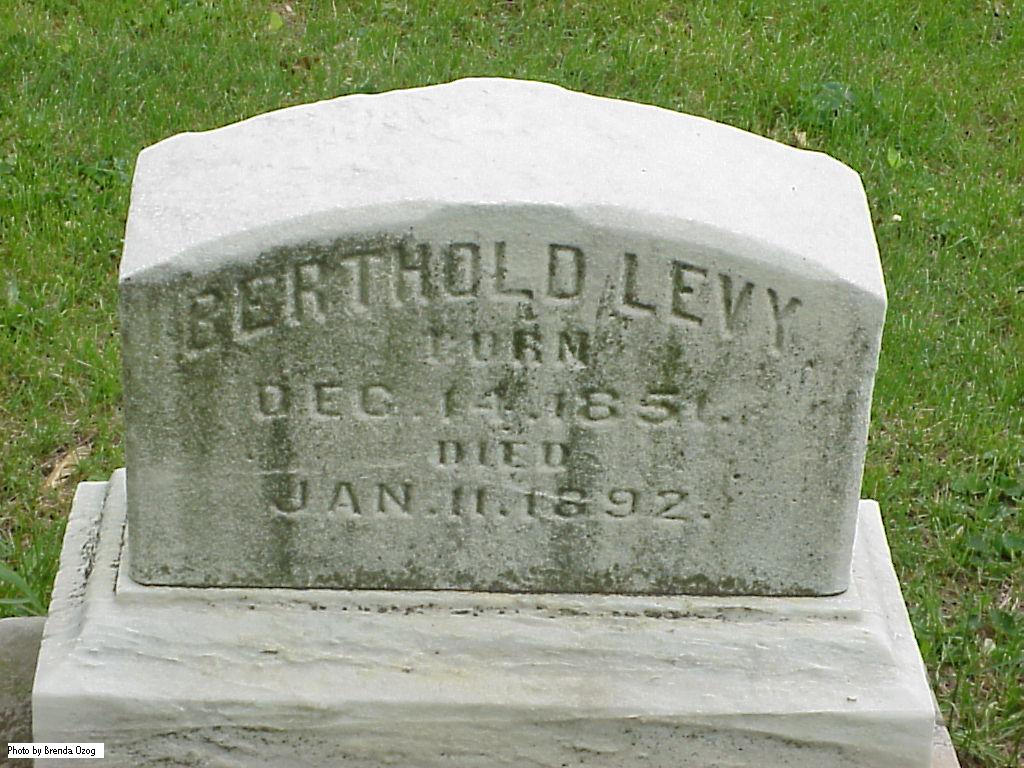 BERTHOLD LEVY
BORN
DEC. 14. 1851.
DIED
JAN. 11. 1892.
Photo by Brenda Ozog